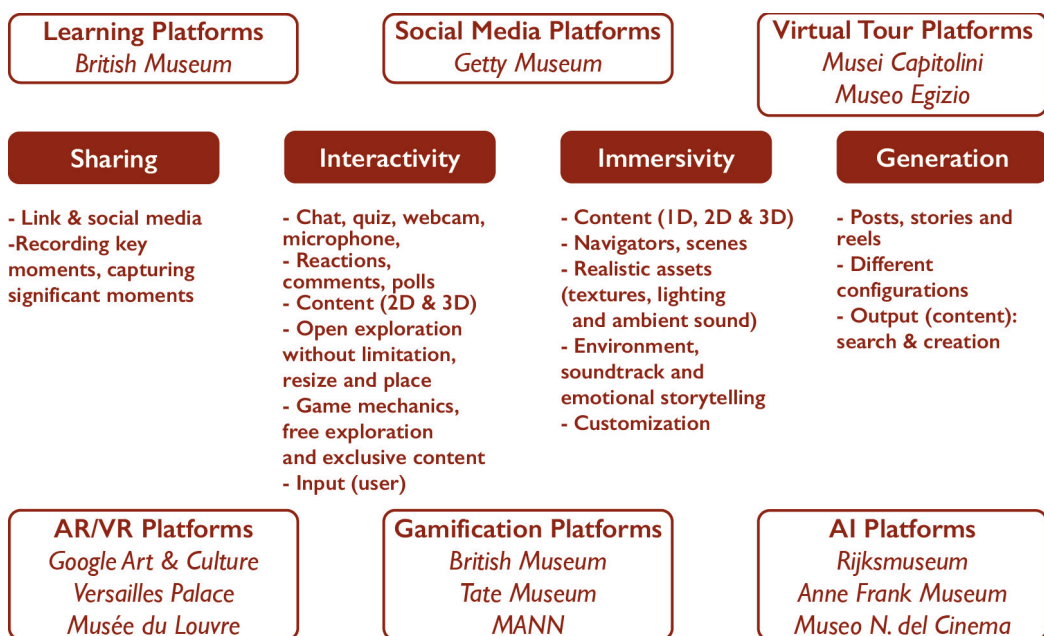 Learning Platforms
British Museum
Social Media Platforms
Getty Museum
Virtual Tour Platforms
Musei Capitolini
Museo Egizio
Sharing
- Link & social media
-Recording key
moments, capturing
significant moments
Interactivity
- Chat, quiz, webcam,
microphone,
- Reactions,
comments, polls
- Content (2D & 3D)
- Open exploration
without limitation,
resize and place
- Game mechanics,
free exploration
and exclusive content
- Input (user)
Immersivity
- Content (1D, 2D & 3D)
- Navigators, scenes
- Realistic assets
(textures, lighting
and ambient sound)
- Environment,
soundtrack and
emotional storytelling
- Customization
Generation
- Posts, stories and
reels
- Different
configurations
- Output (content):
search & creation
AR/VR Platforms
Google Art & Culture
Versailles Palace
Musée du Louvre
Gamification Platforms
British Museum
Tate Museum
MANN
AI Platforms
Rijksmuseum
Anne Frank Museum
Museo N. del Cinema